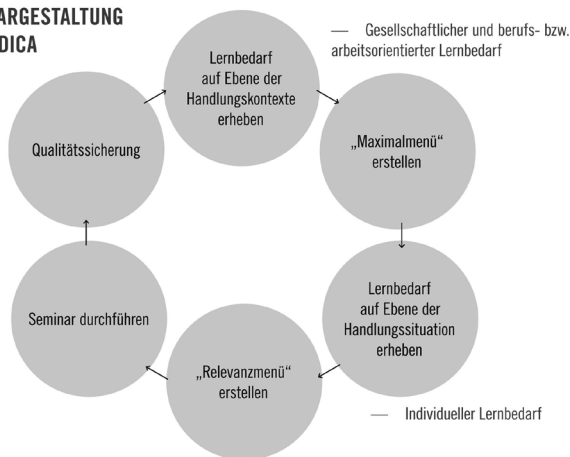 ARGESTALTUNG
DICA
— Gesellschaftlicher und berufs- bzw.
arbeitsorientierter Lernbedarf
Lernbedarf
auf Ebene der
Handlungskontexte
erheben
„Maximalmenü“
erstellen
Lernbedarf
auf Ebene der
Handlungssituation
erheben
— Individueller Lernbedarf
„Relevanzmenü“
erstellen
Seminar durchführen
Qualitätssicherung